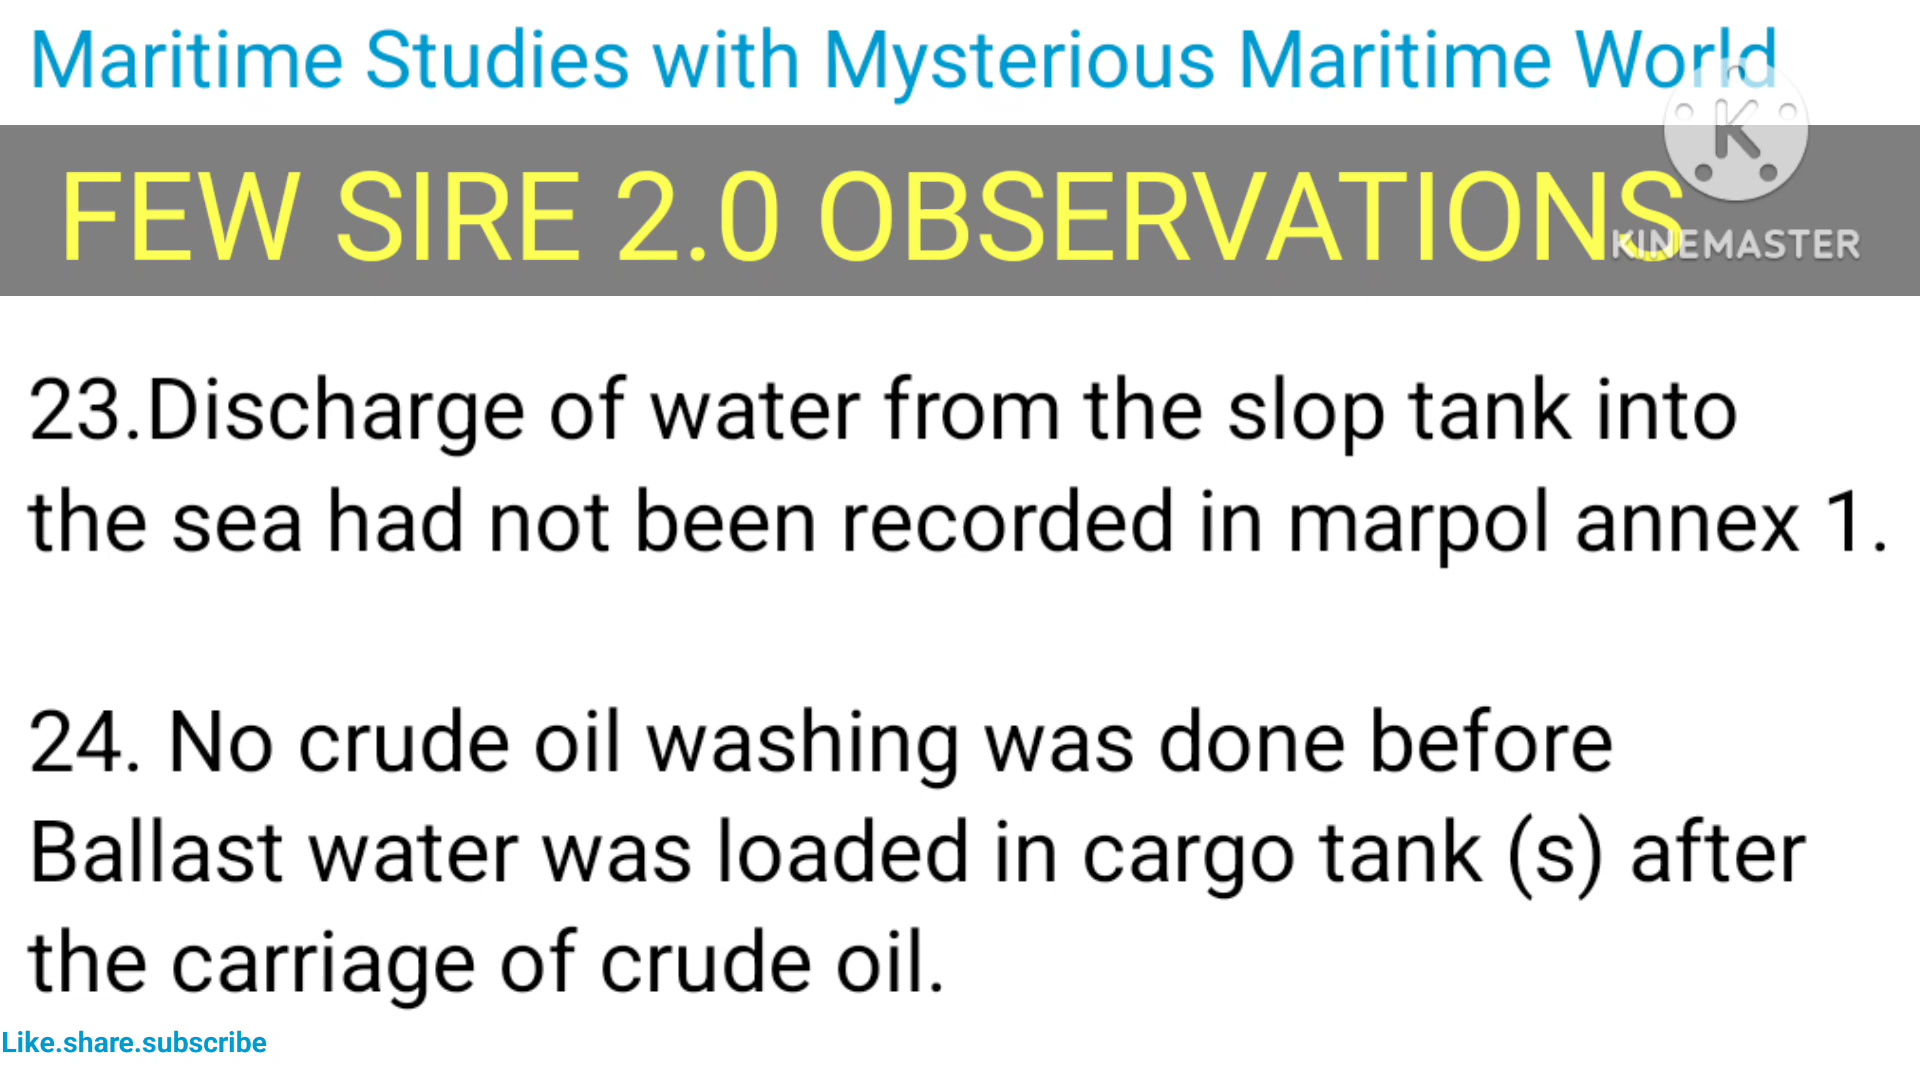 Maritime Studies with Mysterious Maritime World
FEW SIRE 2.0 OBSERVATIONS
K
KINEMASTER
23.Discharge of water from the slop tank into
the sea had not been recorded in marpol annex 1.
24. No crude oil washing was done before
Ballast water was loaded in cargo tank (s) after
the carriage of crude oil.
Like.share.subscribe